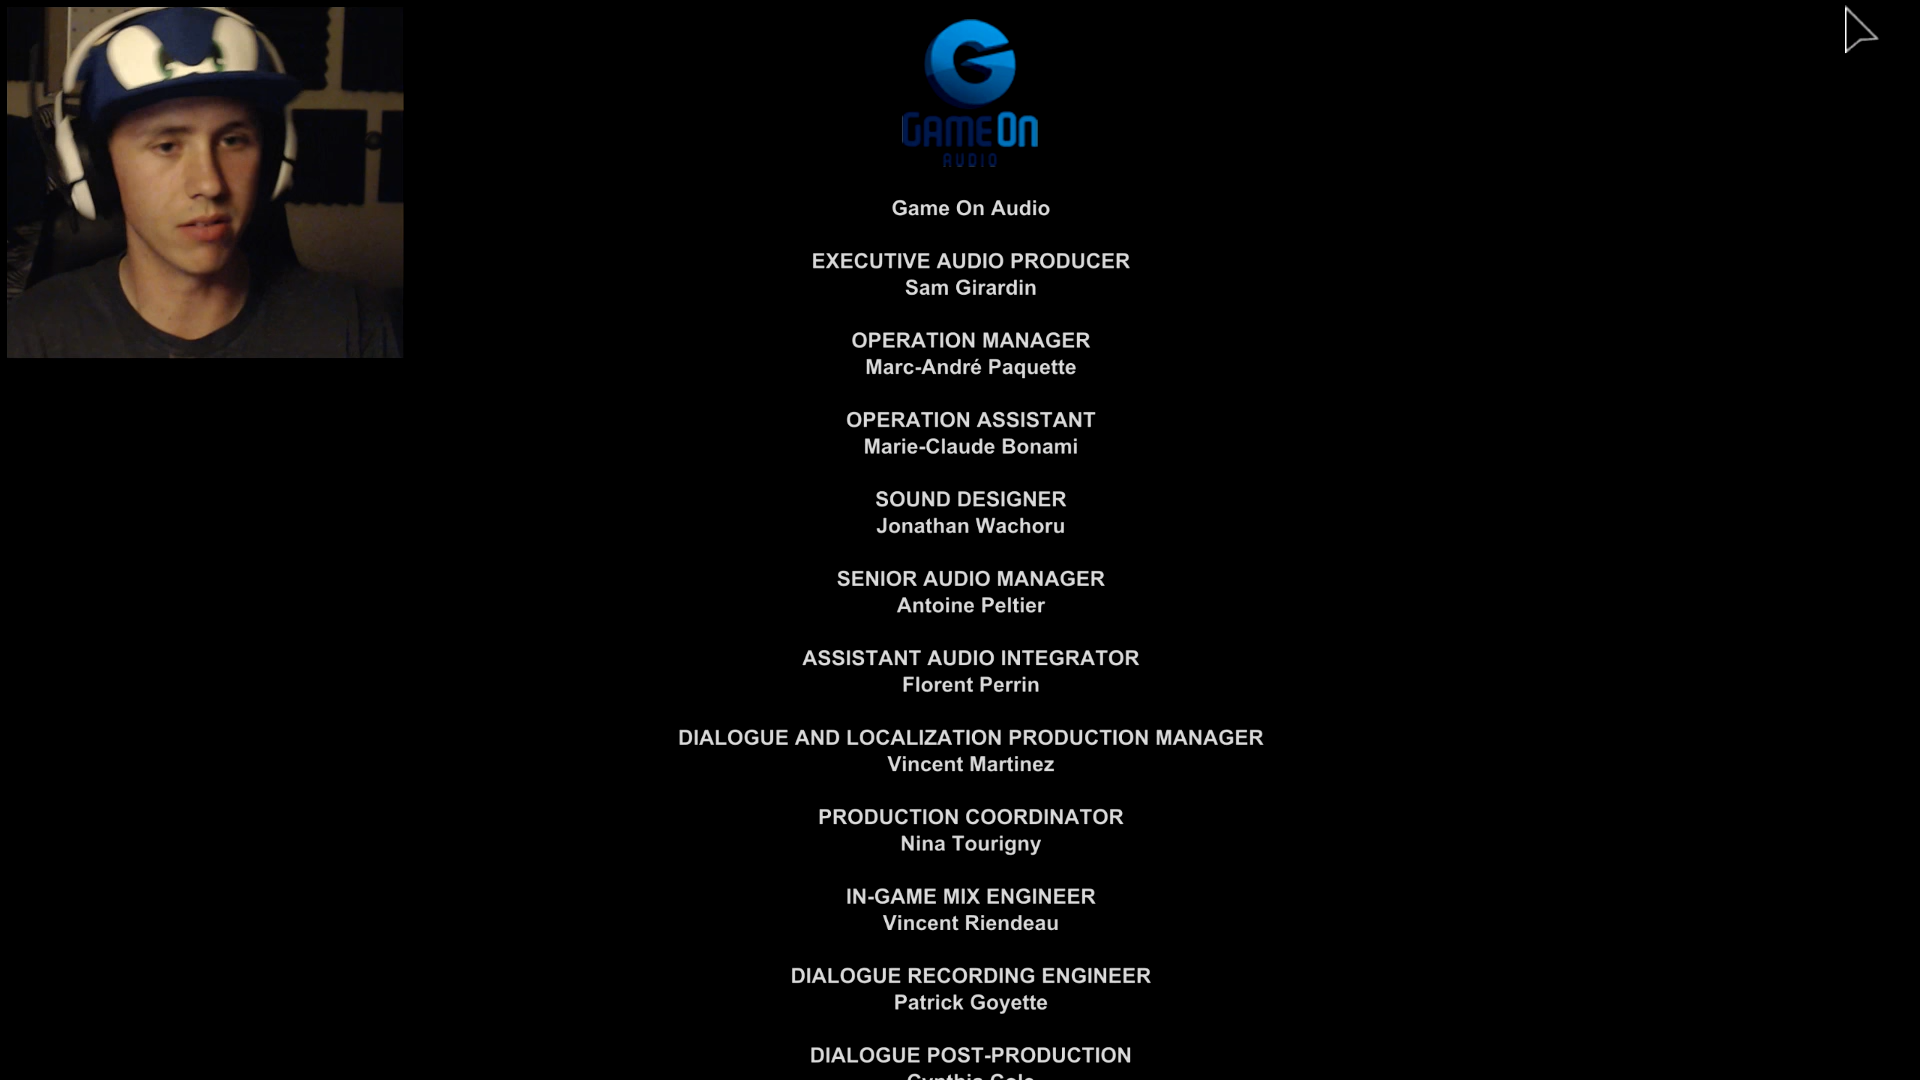 GAMEON
AUDIO
Game On Audio
EXECUTIVE AUDIO PRODUCER
Sam Girardin
OPERATION MANAGER
Marc-André Paquette
OPERATION ASSISTANT
Marie-Claude Bonami
SOUND DESIGNER
Jonathan Wachoru
SENIOR AUDIO MANAGER
Antoine Peltier
ASSISTANT AUDIO INTEGRATOR
Florent Perrin
DIALOGUE AND LOCALIZATION PRODUCTION MANAGER
Vincent Martinez
PRODUCTION COORDINATOR
Nina Tourigny
IN-GAME MIX ENGINEER
Vincent Riendeau
DIALOGUE RECORDING ENGINEER
Patrick Goyette
DIALOGUE POST-PRODUCTION